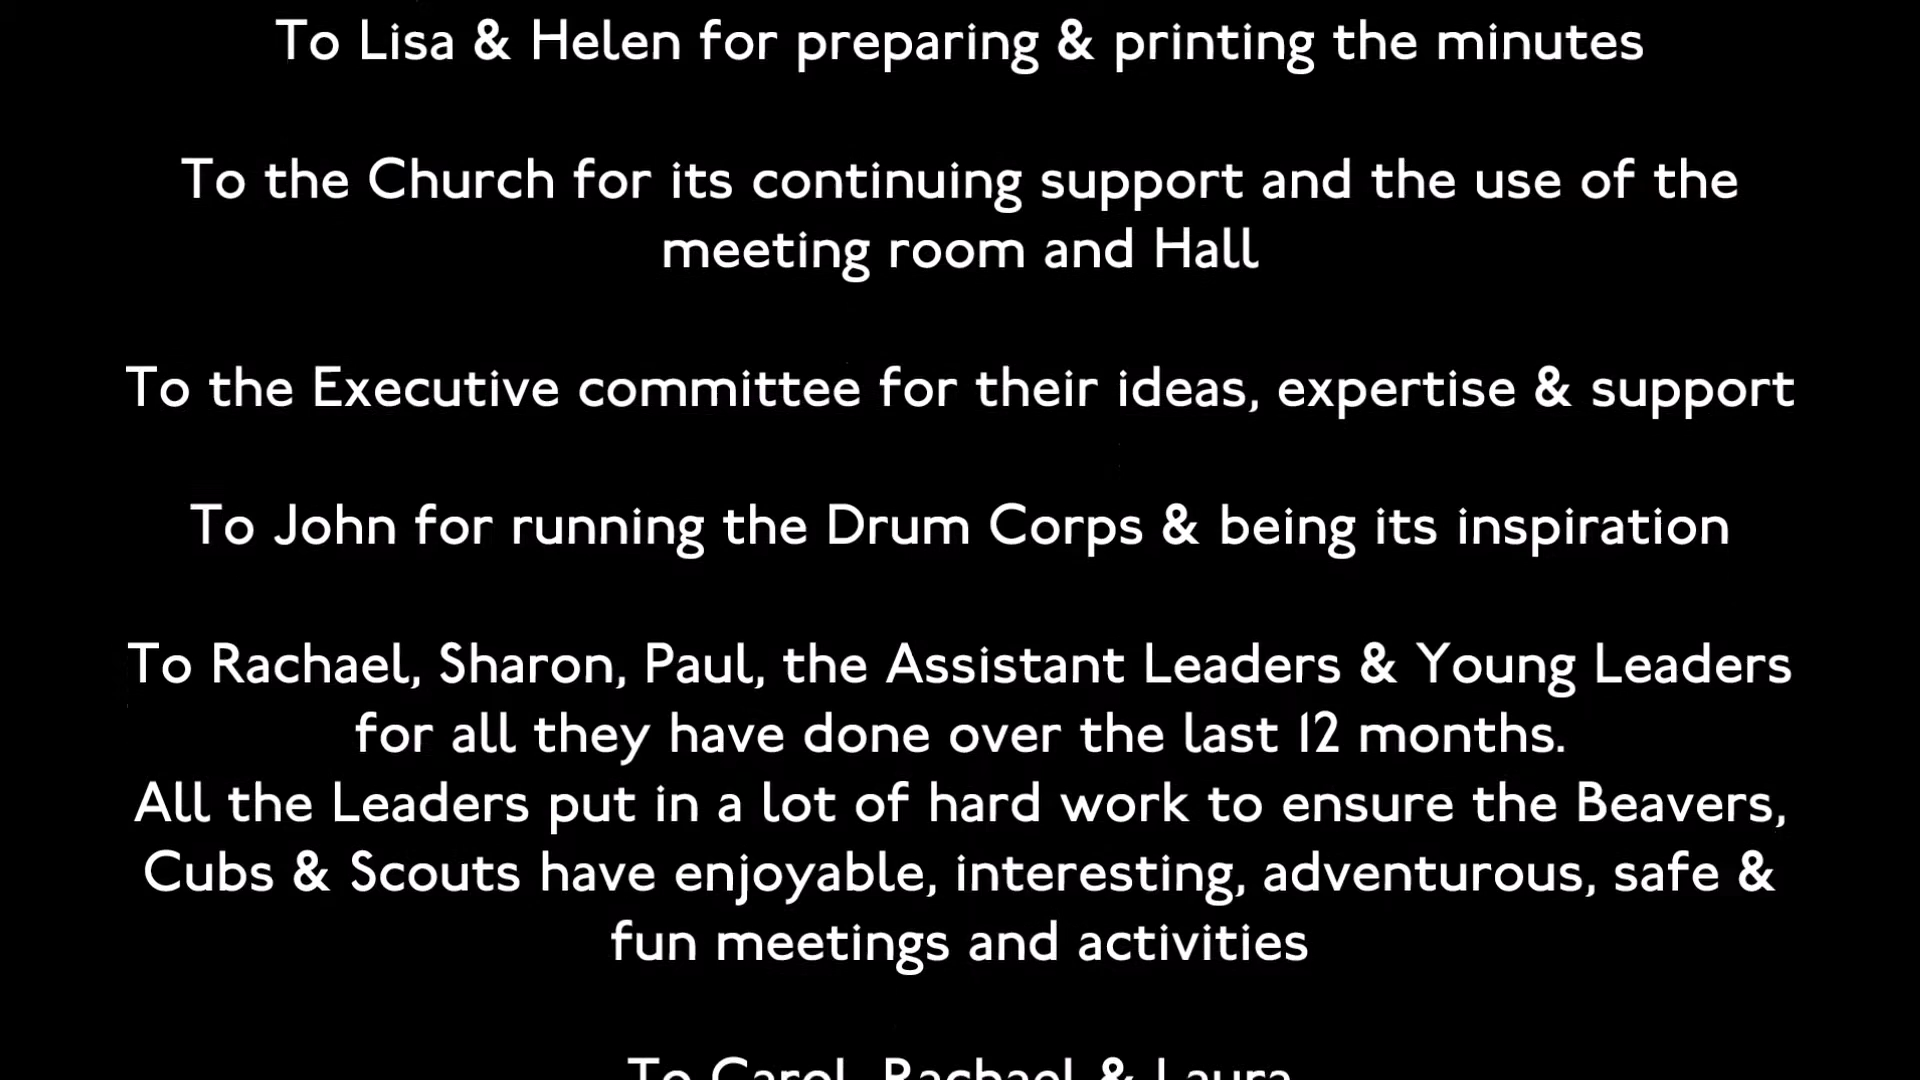 To Lisa & Helen for preparing & printing the minutes
To the Church for its continuing support and the use of the
meeting room and Hall
To the Executive committee for their ideas, expertise & support
To John for running the Drum Corps & being its inspiration
To Rachael, Sharon, Paul, the Assistant Leaders & Young Leaders
for all they have done over the last 12 months.
All the Leaders put in a lot of hard work to ensure the Beavers,
Cubs & Scouts have enjoyable, interesting, adventurous, safe &
fun meetings and activities
To Carol, Rachael & Laura